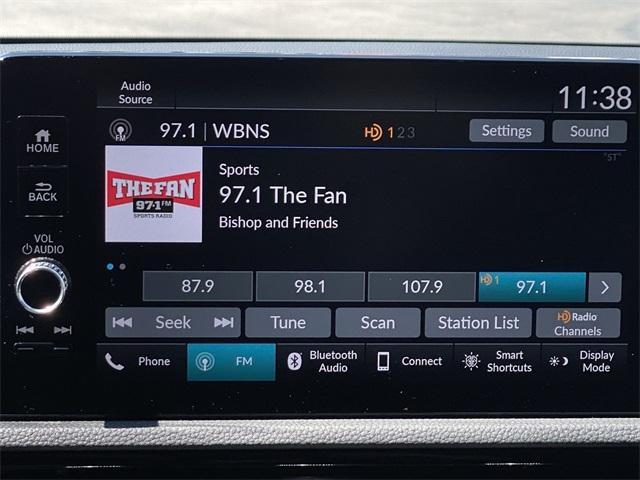 Audio
Source
11:38
FM
97.1 | WBNS
HD 1 2 3
Settings
Sound
"ST"
HOME
BACK
VOL
AUDIO
THE FAN
97.1 FM
SPORTS RADIO
Sports
97.1 The Fan
Bishop and Friends
87.9
98.1
107.9
HD 1 97.1
Seek
Tune
Scan
Station List
HD Radio
Channels
Phone
FM
Bluetooth
Audio
Connect
Smart
Shortcuts
Display
Mode